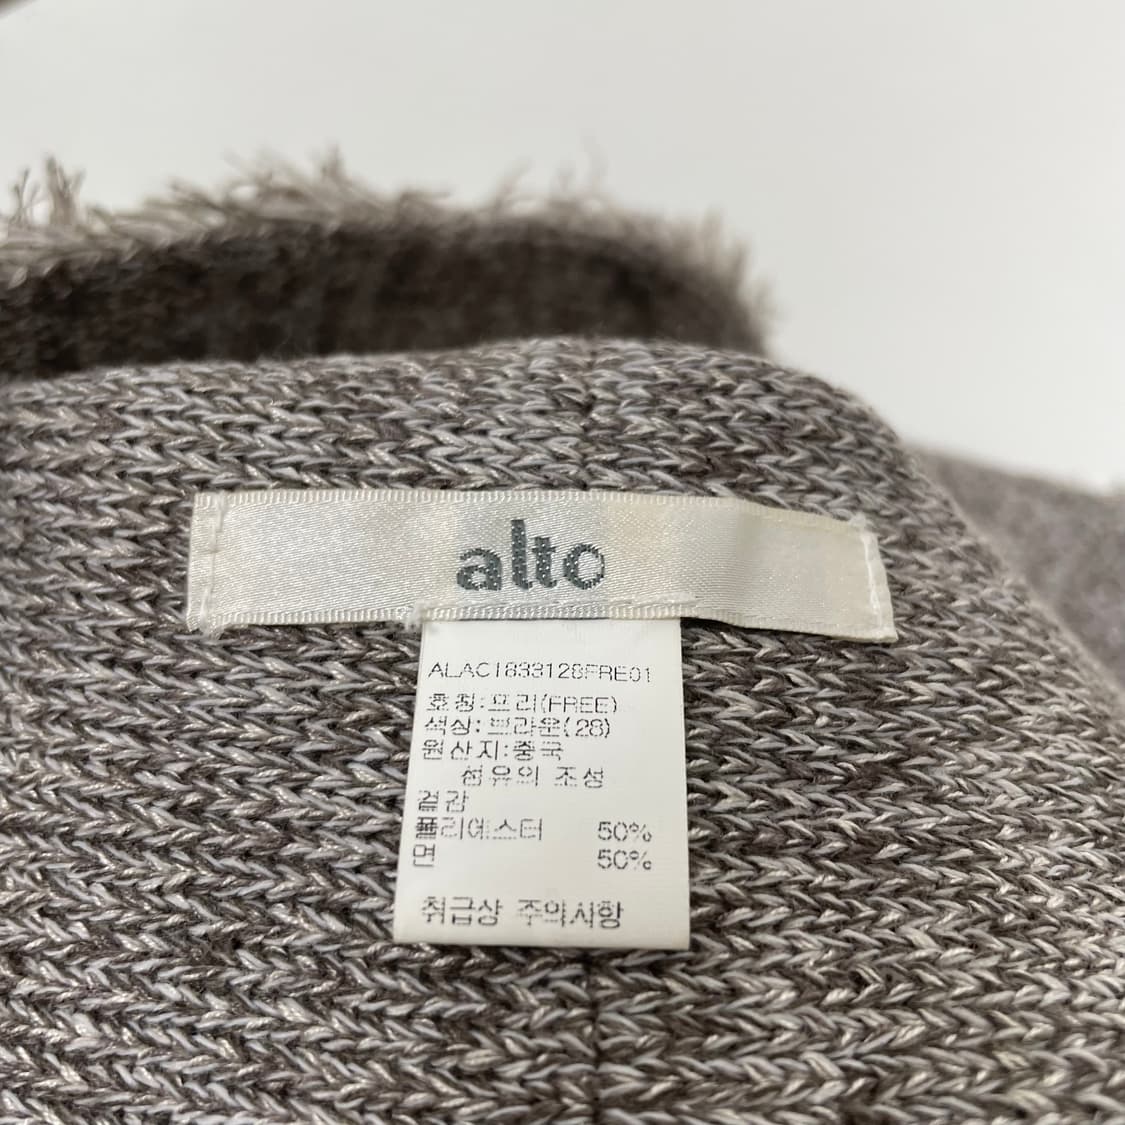 alto
ALAC1833128FRE01
호칭:프리(FREE)
색상:브라운(28)
원산지:중국
섬유의 조성
겉감
폴리에스터 50%
면 50%
취급상 주의사항